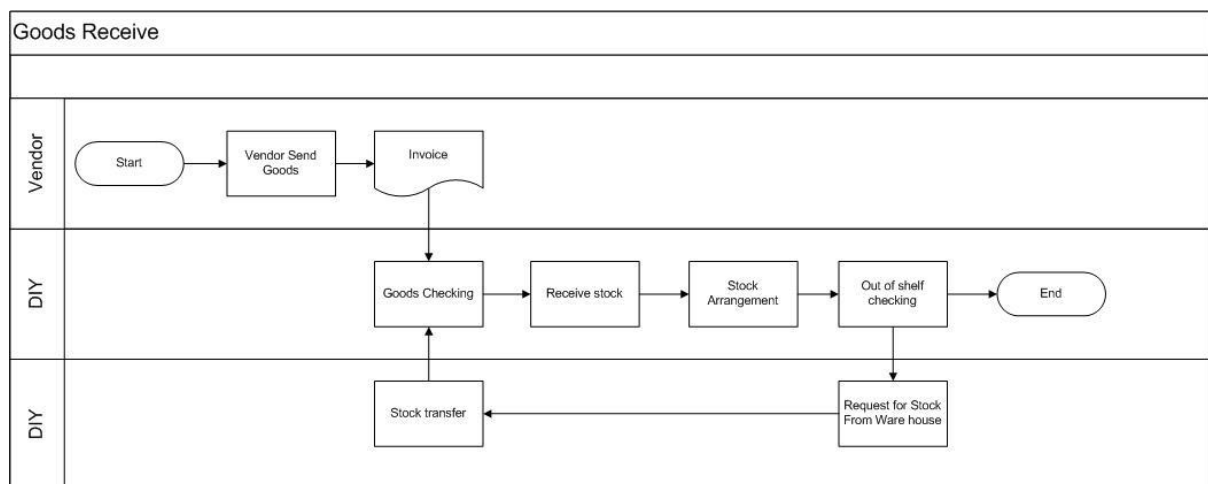 Goods Receive
Vendor
Start
Vendor Send
Goods
Invoice
DIY
Goods Checking
Receive stock
Stock
Arrangement
Out of shelf
checking
End
DIY
Stock transfer
Request for Stock
From Ware house